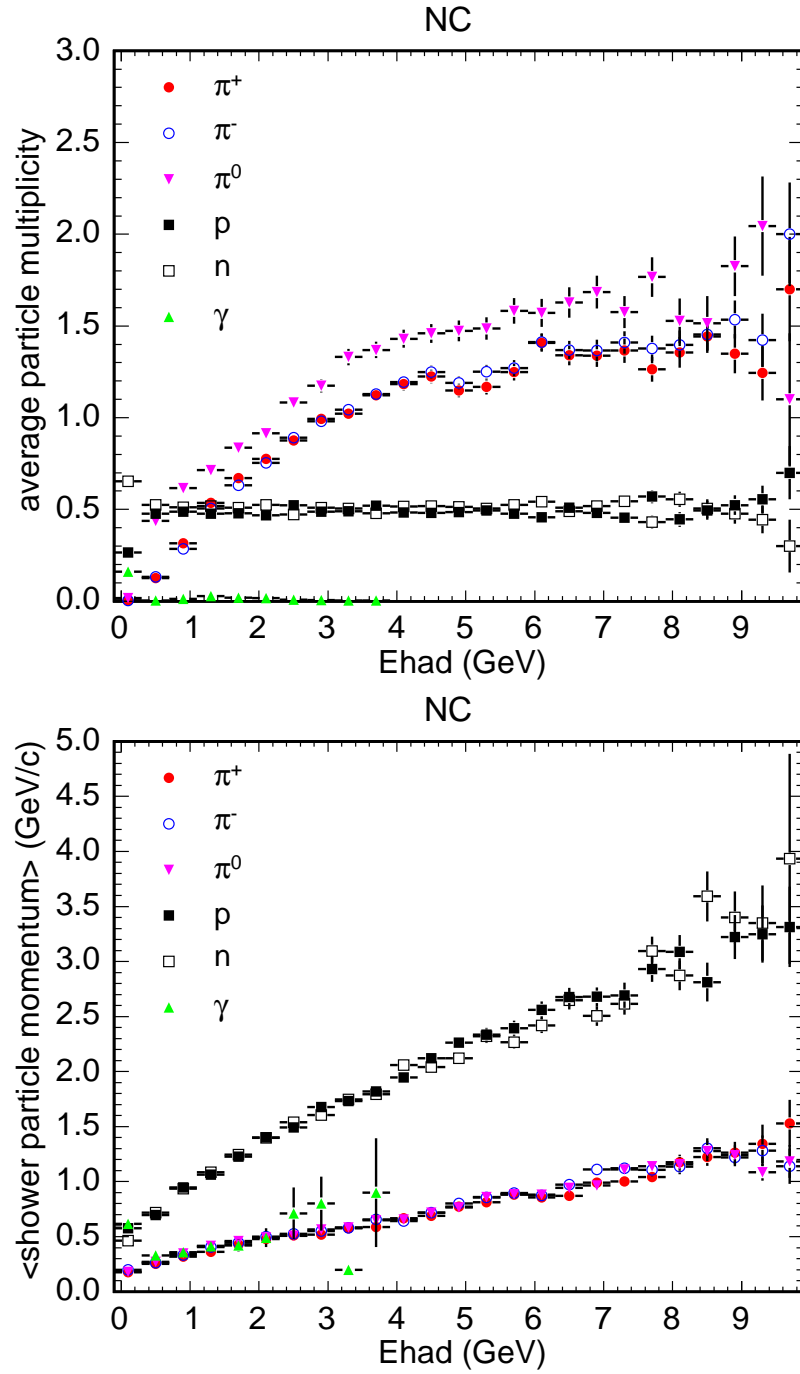 NC
average particle multiplicity
3.0
2.5
2.0
1.5
1.0
0.5
0.0
π⁺
π⁻
π⁰
p
n
γ
0 1 2 3 4 5 6 7 8 9
Ehad (GeV)
NC
<shower particle momentum> (GeV/c)
5.0
4.5
4.0
3.5
3.0
2.5
2.0
1.5
1.0
0.5
0.0
π⁺
π⁻
π⁰
p
n
γ
0 1 2 3 4 5 6 7 8 9
Ehad (GeV)